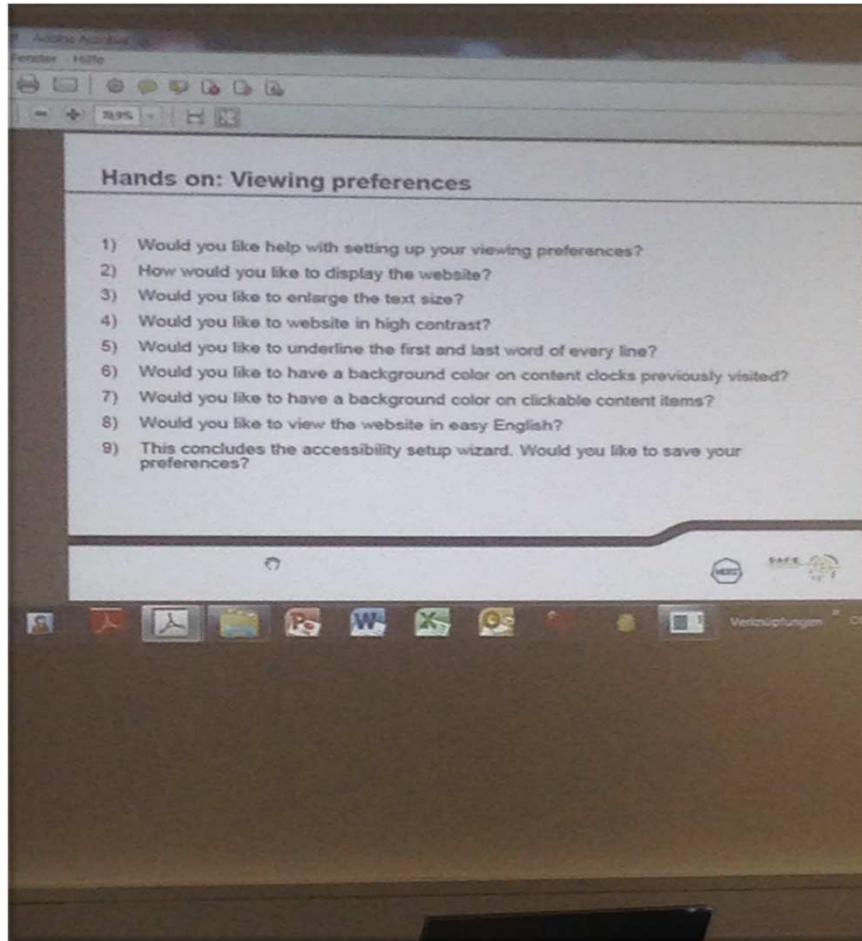 Adobe Acrobat
Fenster Hilfe
Hands on: Viewing preferences
1) Would you like help with setting up your viewing preferences?
2) How would you like to display the website?
3) Would you like to enlarge the text size?
4) Would you like to website in high contrast?
5) Would you like to underline the first and last word of every line?
6) Would you like to have a background color on content clocks previously visited?
7) Would you like to have a background color on clickable content items?
8) Would you like to view the website in easy English?
9) This concludes the accessibility setup wizard. Would you like to save your
preferences?
SAFE
Verknüpfungen